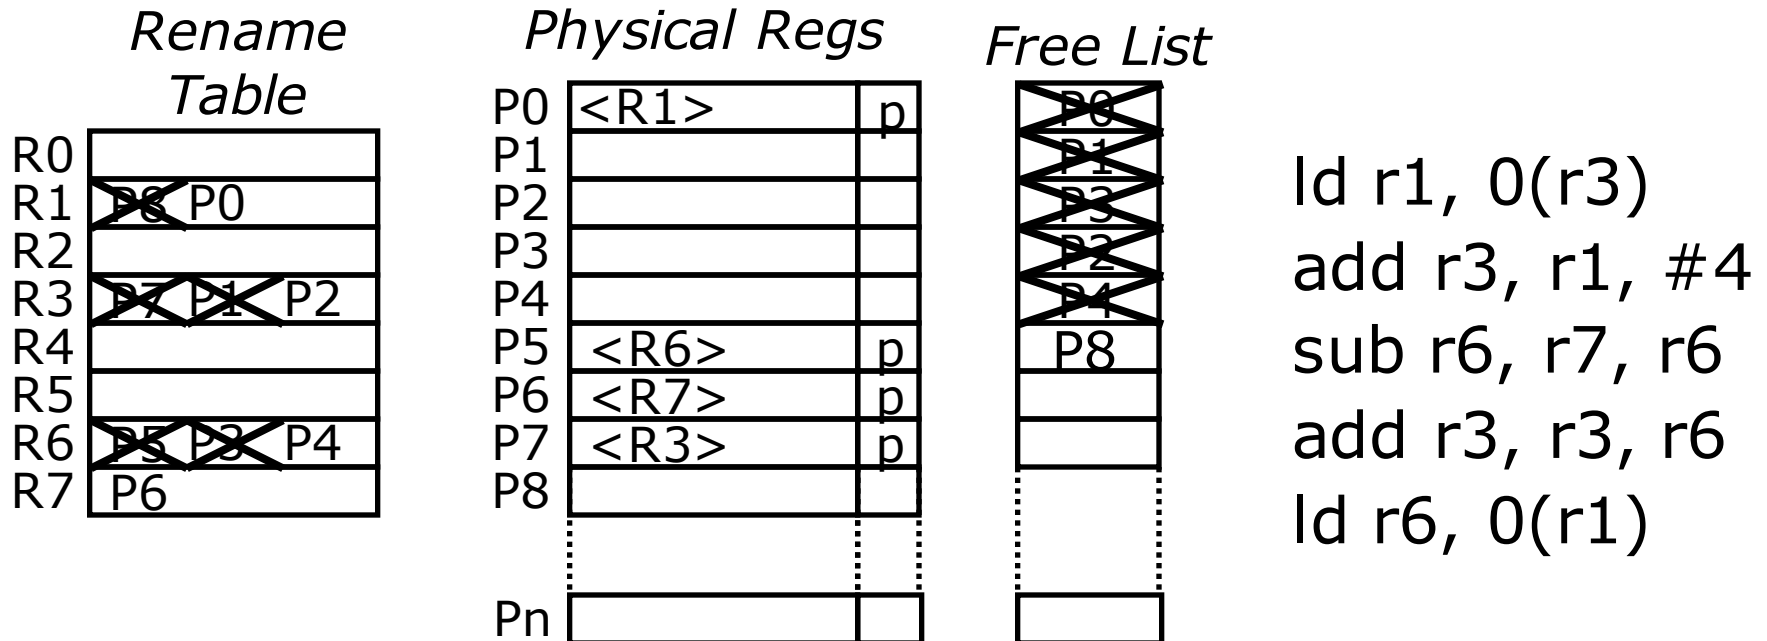 Rename
Table
R0
R1 P8 P0
R2
R3 P7 P1 P2
R4
R5
R6 P5 P3 P4
R7 P6
Physical Regs
P0 <R1> p
P1
P2
P3
P4
P5 <R6> p
P6 <R7> p
P7 <R3> p
P8
Pn
Free List
P0
P1
P3
P2
P4
P8
ld r1, 0(r3)
add r3, r1, #4
sub r6, r7, r6
add r3, r3, r6
ld r6, 0(r1)